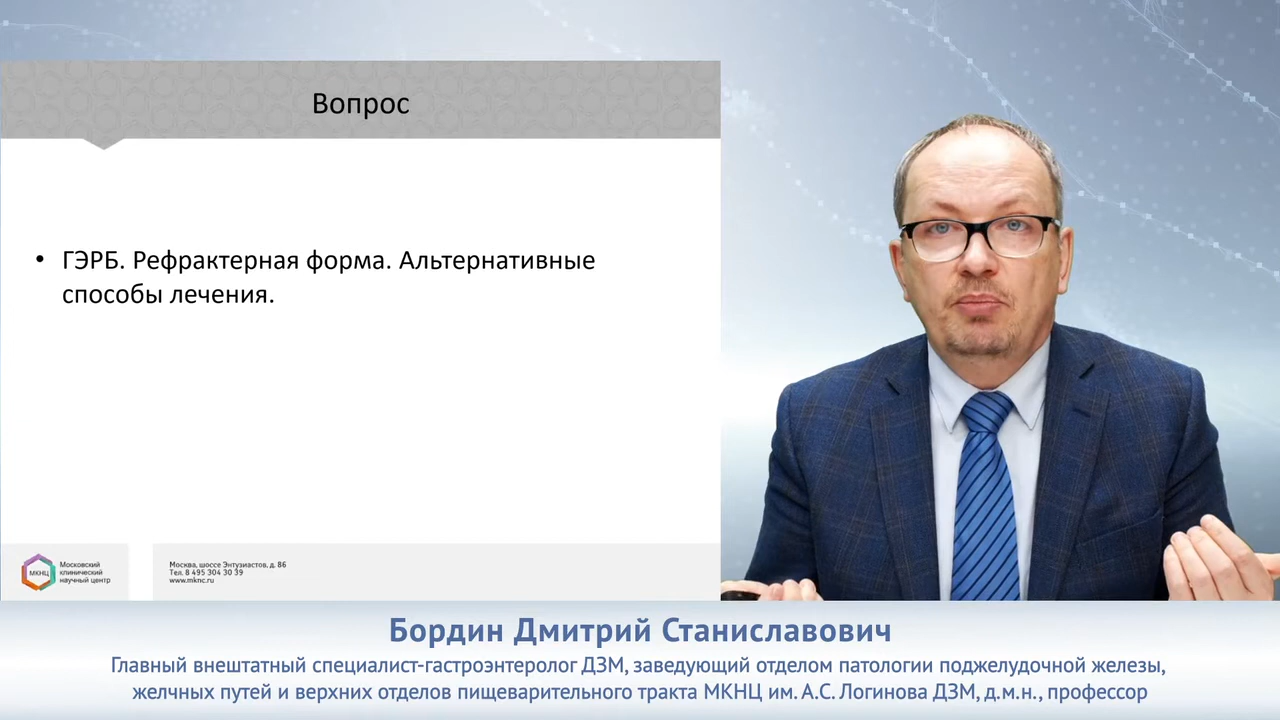 Вопрос
• ГЭРБ. Рефрактерная форма. Альтернативные
способы лечения.
МКНЦ
Московский
клинический
научный центр
Москва, шоссе Энтузиастов, д. 86
Тел. 8 495 304 30 39
www.mknc.ru
Бордин Дмитрий Станиславович
Главный внештатный специалист-гастроэнтеролог ДЗМ, заведующий отделом патологии поджелудочной железы,
желчных путей и верхних отделов пищеварительного тракта МКНЦ им. А.С. Логинова ДЗМ, д.м.н., профессор